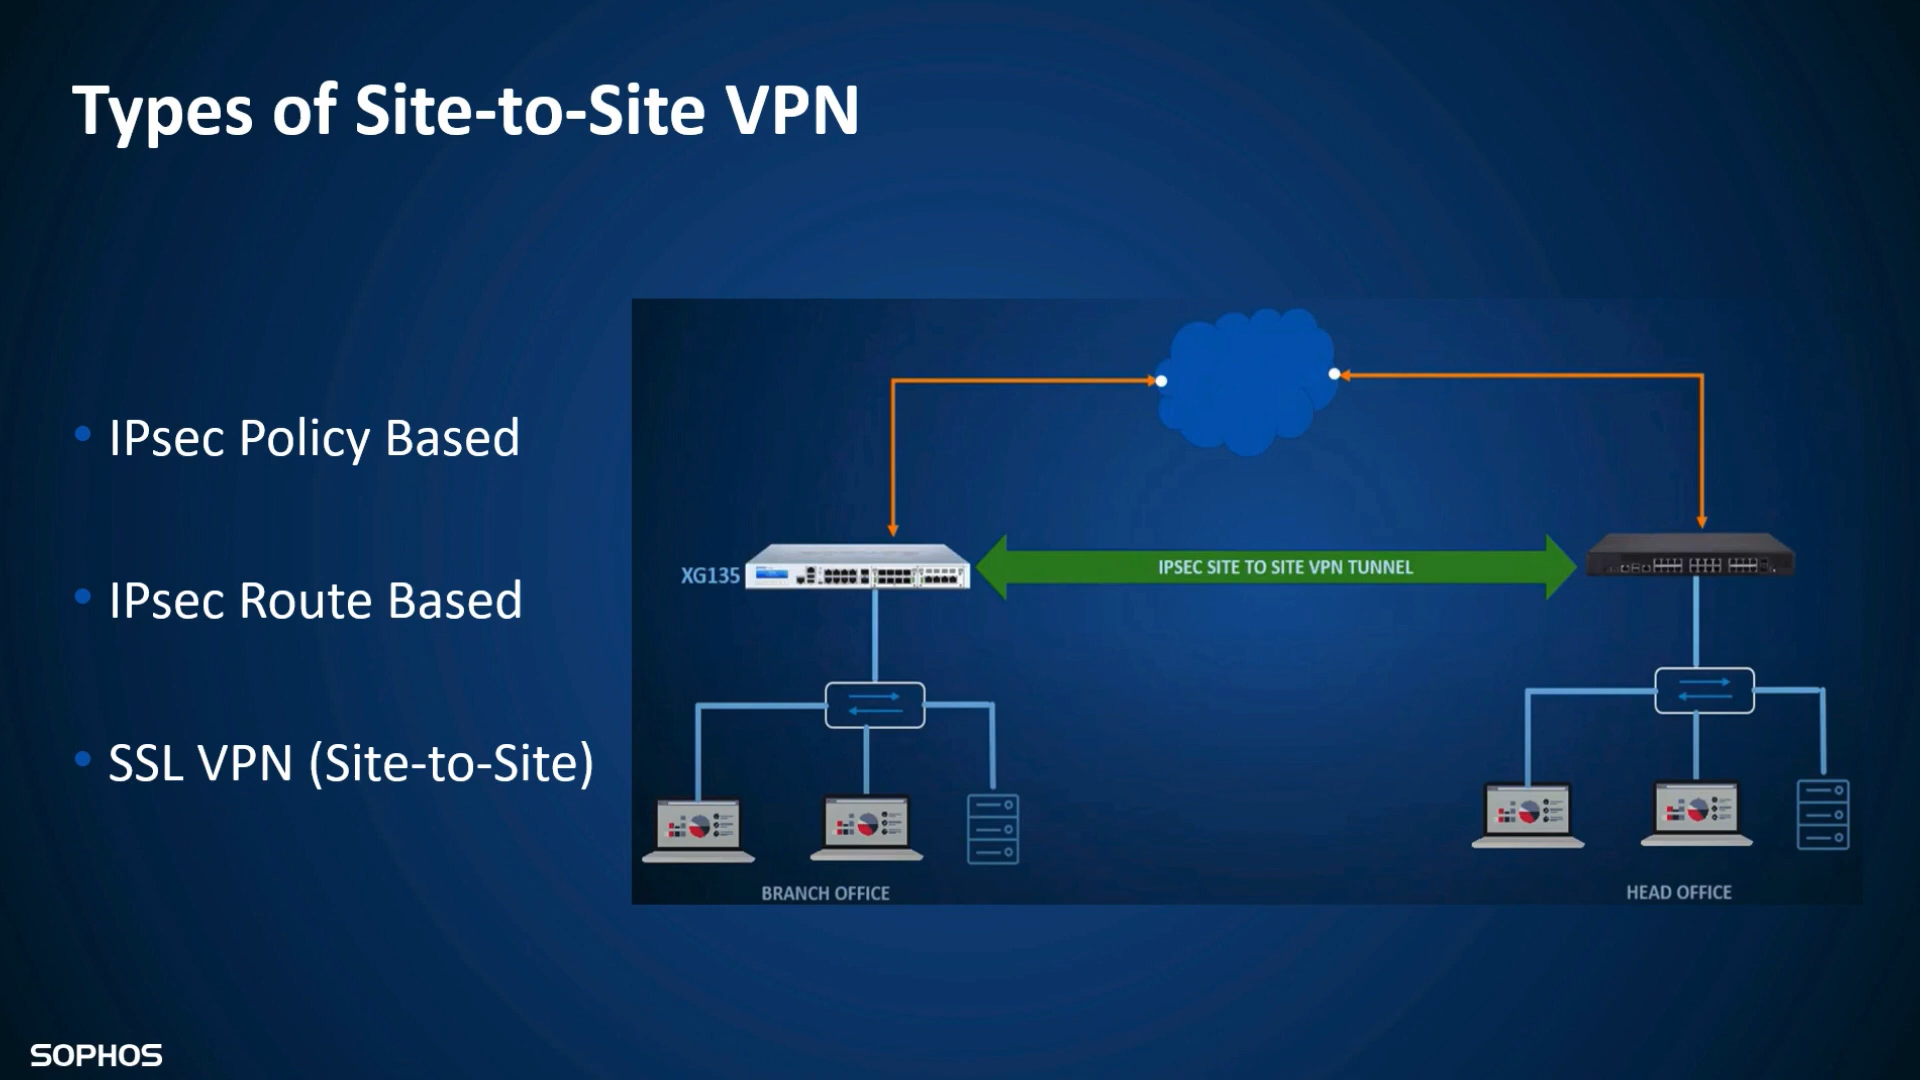 Types of Site-to-Site VPN
• IPsec Policy Based
• IPsec Route Based
• SSL VPN (Site-to-Site)
XG135
IPSEC SITE TO SITE VPN TUNNEL
BRANCH OFFICE
HEAD OFFICE
SOPHOS